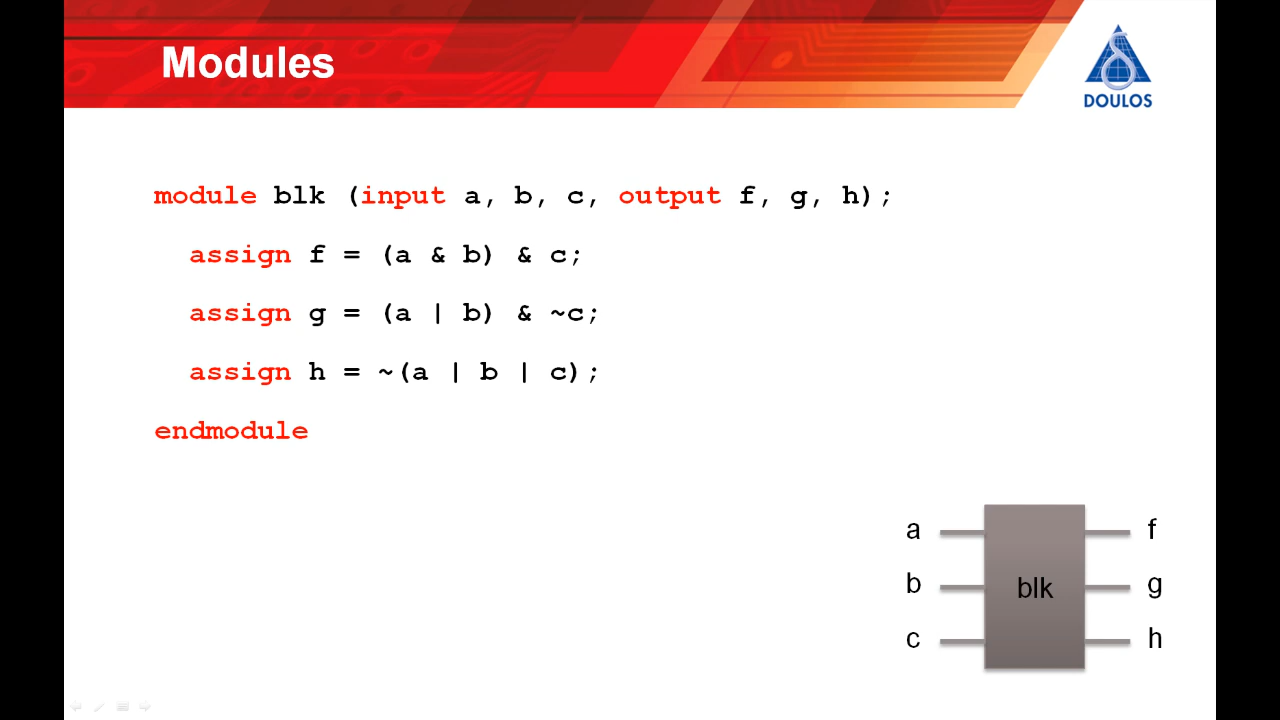 Modules
DOULOS
module blk (input a, b, c, output f, g, h);
assign f = (a & b) & c;
assign g = (a | b) & ~c;
assign h = ~(a | b | c);
endmodule
a f
b blk g
c h